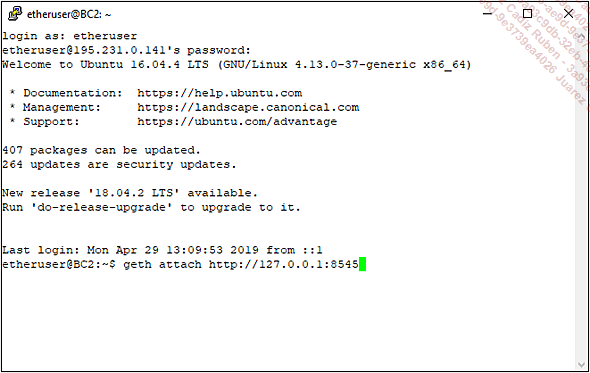 etheruser@BC2: ~
login as: etheruser
etheruser@195.231.0.141's password:
Welcome to Ubuntu 16.04.4 LTS (GNU/Linux 4.13.0-37-generic x86_64)
* Documentation: https://help.ubuntu.com
* Management: https://landscape.canonical.com
* Support: https://ubuntu.com/advantage
407 packages can be updated.
264 updates are security updates.
New release '18.04.2 LTS' available.
Run 'do-release-upgrade' to upgrade to it.
Last login: Mon Apr 29 13:09:53 2019 from ::1
etheruser@BC2:~$ geth attach http://127.0.0.1:8545